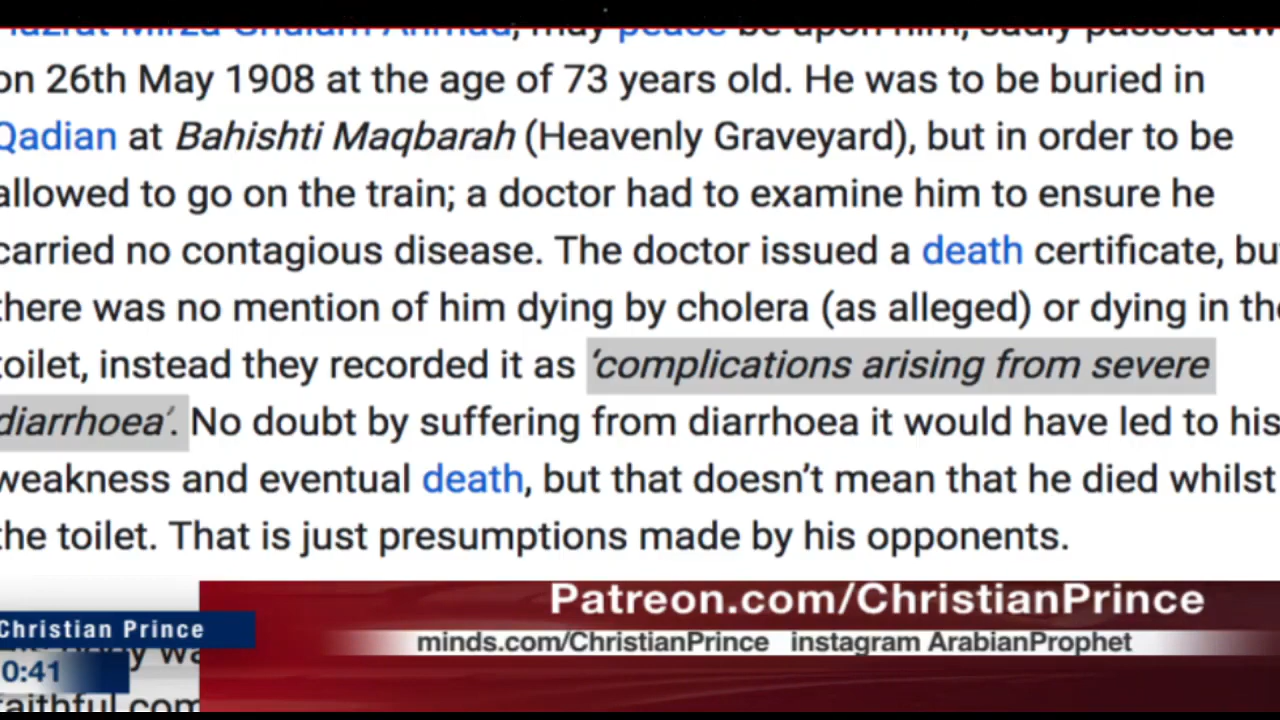 on 26th May 1908 at the age of 73 years old. He was to be buried in
Qadian at Bahishti Maqbarah (Heavenly Graveyard), but in order to be
allowed to go on the train; a doctor had to examine him to ensure he
carried no contagious disease. The doctor issued a death certificate, but
there was no mention of him dying by cholera (as alleged) or dying in the
toilet, instead they recorded it as ‘complications arising from severe
diarrhoea’. No doubt by suffering from diarrhoea it would have led to his
weakness and eventual death, but that doesn’t mean that he died whilst
the toilet. That is just presumptions made by his opponents.
Patreon.com/ChristianPrince
Christian Prince
minds.com/ChristianPrince instagram ArabianProphet
0:41
faithful